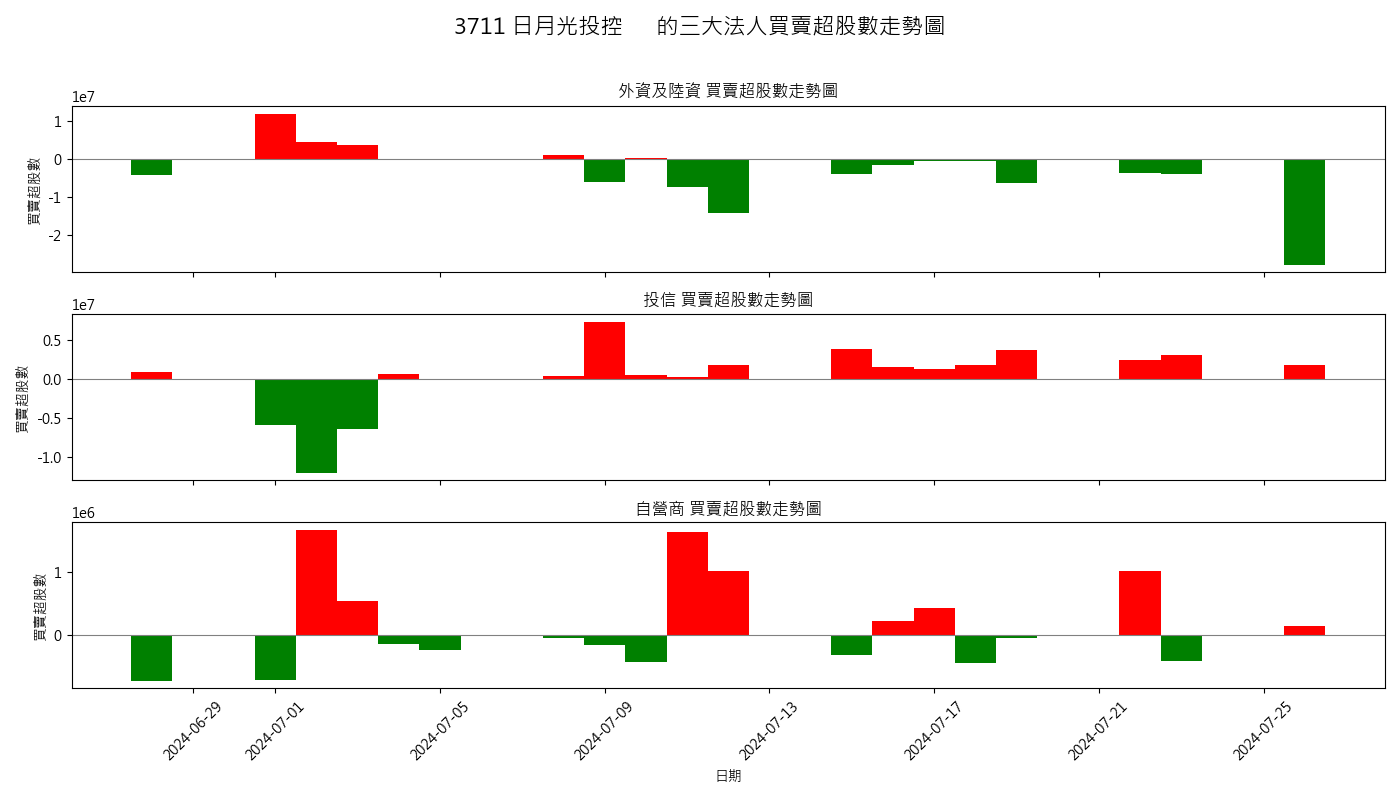 3711 日月光投控 的三大法人買賣超股數走勢圖
外資及陸資 買賣超股數走勢圖
1e7
1
0
-1
-2
買賣超股數
投信 買賣超股數走勢圖
1e7
0.5
0.0
-0.5
-1.0
買賣超股數
自營商 買賣超股數走勢圖
1e6
1
0
買賣超股數
2024-06-29
2024-07-01
2024-07-05
2024-07-09
2024-07-13
2024-07-17
2024-07-21
2024-07-25
日期